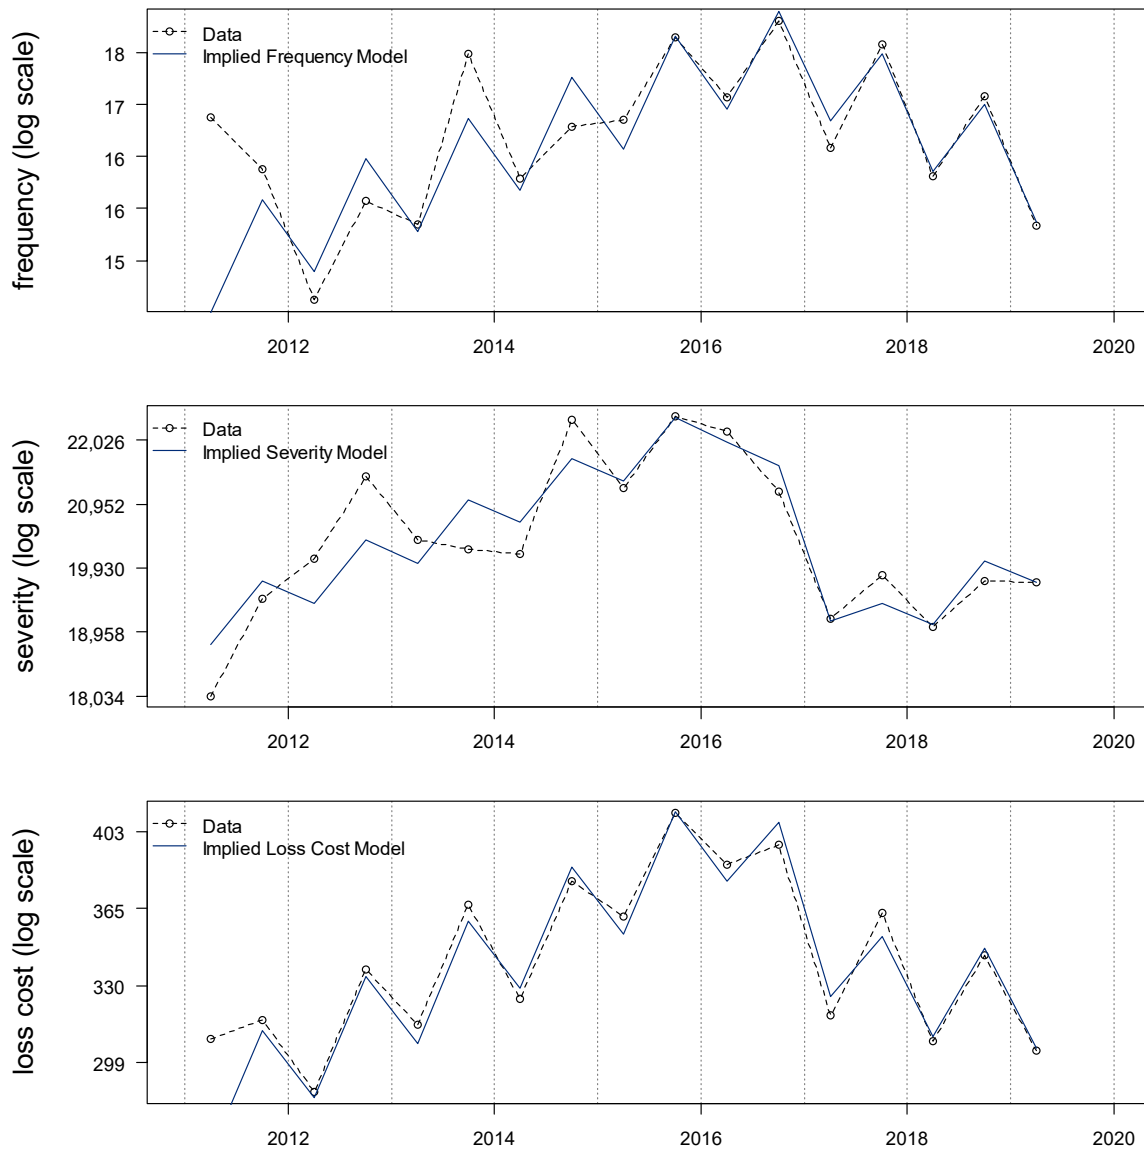 frequency (log scale)
Data
Implied Frequency Model
18
17
16
16
15
2012 2014 2016 2018 2020
severity (log scale)
Data
Implied Severity Model
22,026
20,952
19,930
18,958
18,034
2012 2014 2016 2018 2020
loss cost (log scale)
Data
Implied Loss Cost Model
403
365
330
299
2012 2014 2016 2018 2020